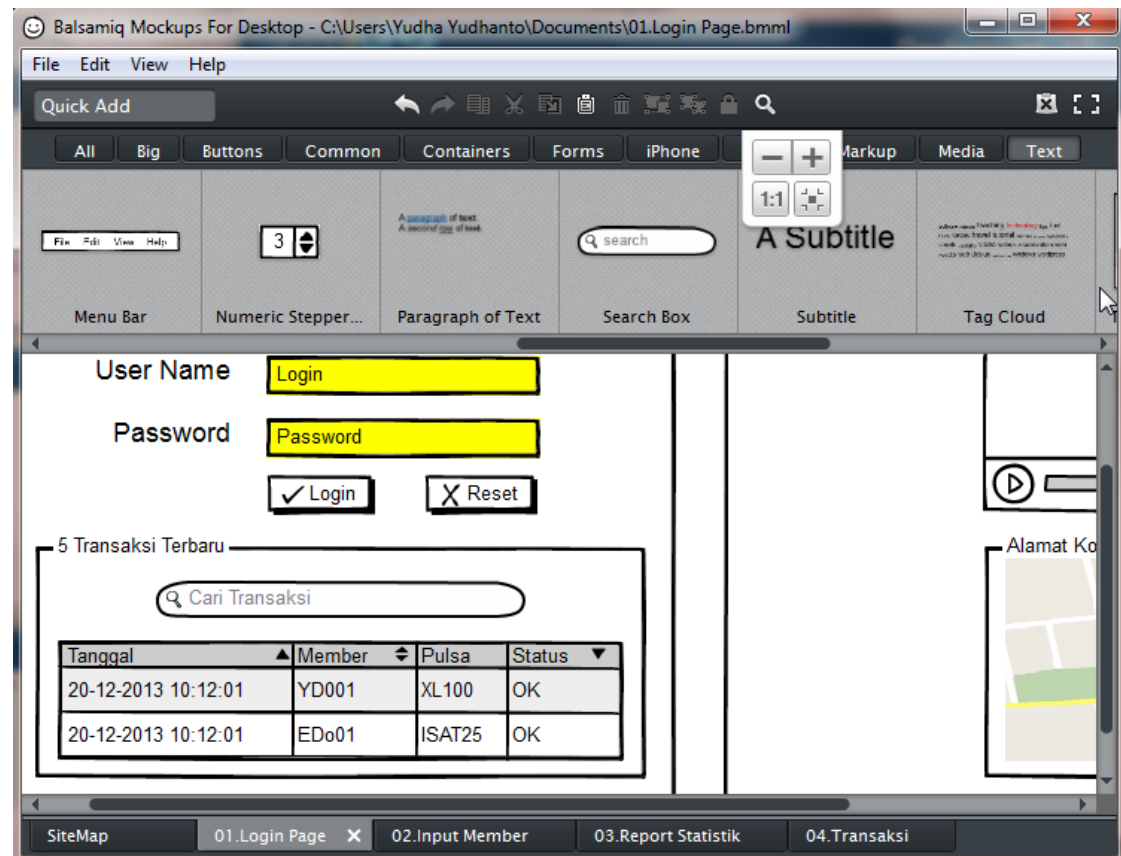 Balsamiq Mockups For Desktop - C:\Users\Yudha Yudhanto\Documents\01.Login Page.bmml
File Edit View Help
Quick Add
All Big Buttons Common Containers Forms iPhone Markup Media Text
1:1
File Edit View Help
3
A paragraph of text.
A second row of text.
search
A Subtitle
Menu Bar Numeric Stepper... Paragraph of Text Search Box Subtitle Tag Cloud
User Name Login
Password Password
Login X Reset
5 Transaksi Terbaru
Alamat Ko
Cari Transaksi
Tanggal Member Pulsa Status
20-12-2013 10:12:01 YD001 XL100 OK
20-12-2013 10:12:01 EDo01 ISAT25 OK
SiteMap 01.Login Page 02.Input Member 03.Report Statistik 04.Transaksi